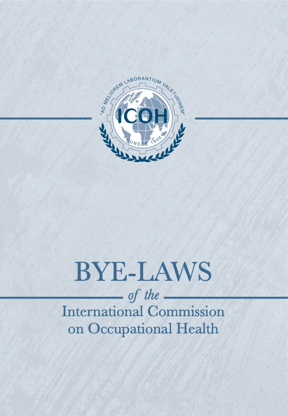 "AD MELIOREM LABORANTIUM VALETUDINEM"
ICOH
FOUNDED 1906
BYE-LAWS
of the
International Commission
on Occupational Health